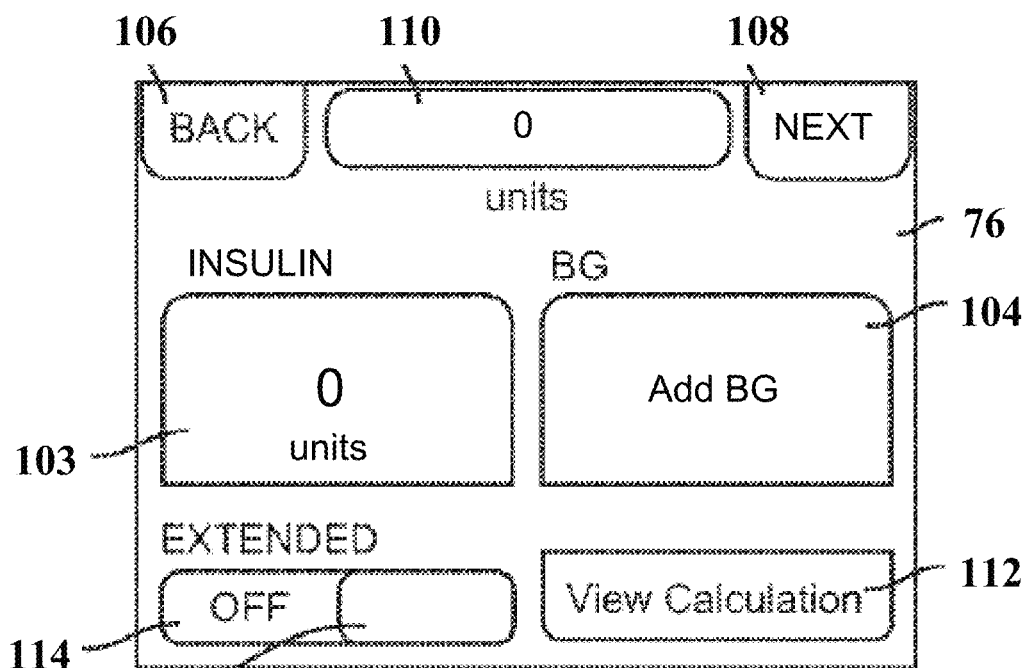 106 110 108
BACK 0 NEXT
units
76
INSULIN BG
104
0 Add BG
units
103
EXTENDED
OFF View Calculation 112
114